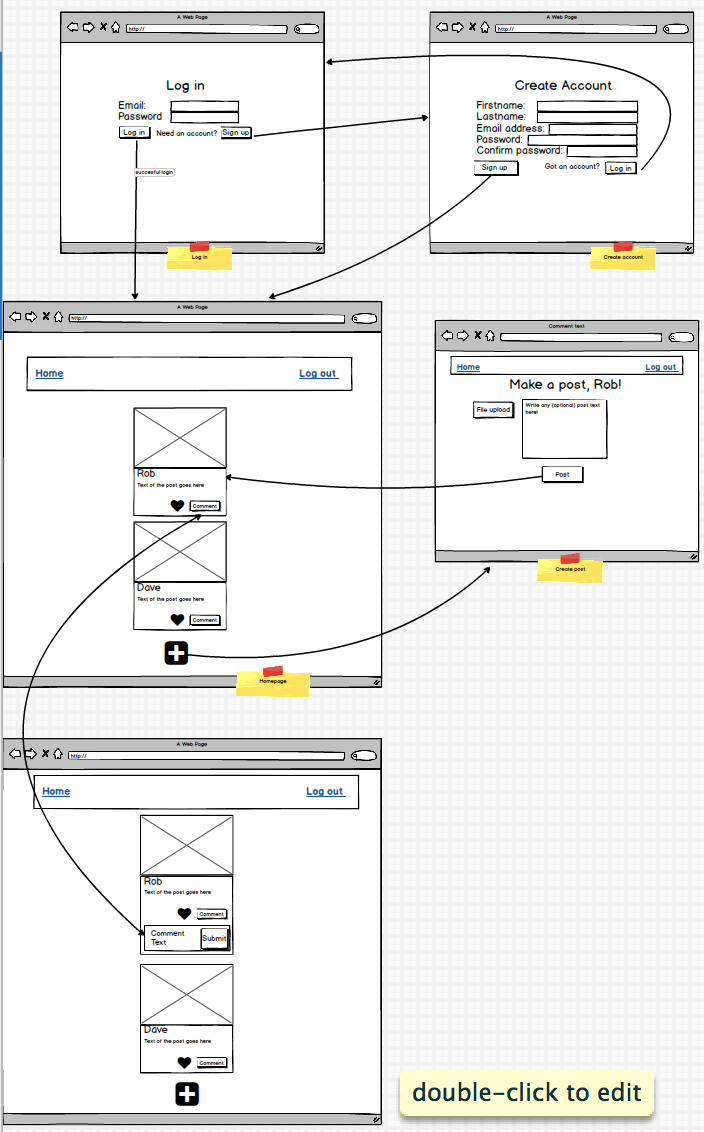 A Web Page
http://
Log in
Email:
Password
Log in
Need an account?
Sign up
succesful login
Log in
A Web Page
http://
Create Account
Firstname:
Lastname:
Email address:
Password:
Confirm password:
Sign up
Got an account?
Log in
Create account
A Web Page
http://
Home
Log out
Rob
Text of the post goes here
Comment
Dave
Text of the post goes here
Comment
Homepage
Comment text
http://
Home
Log out
Make a post, Rob!
File upload
Write any (optional) post text
here!
Post
Create post
A Web Page
http://
Home
Log out
Rob
Text of the post goes here
Comment
Comment
Text
Submit
Dave
Text of the post goes here
Comment
double-click to edit